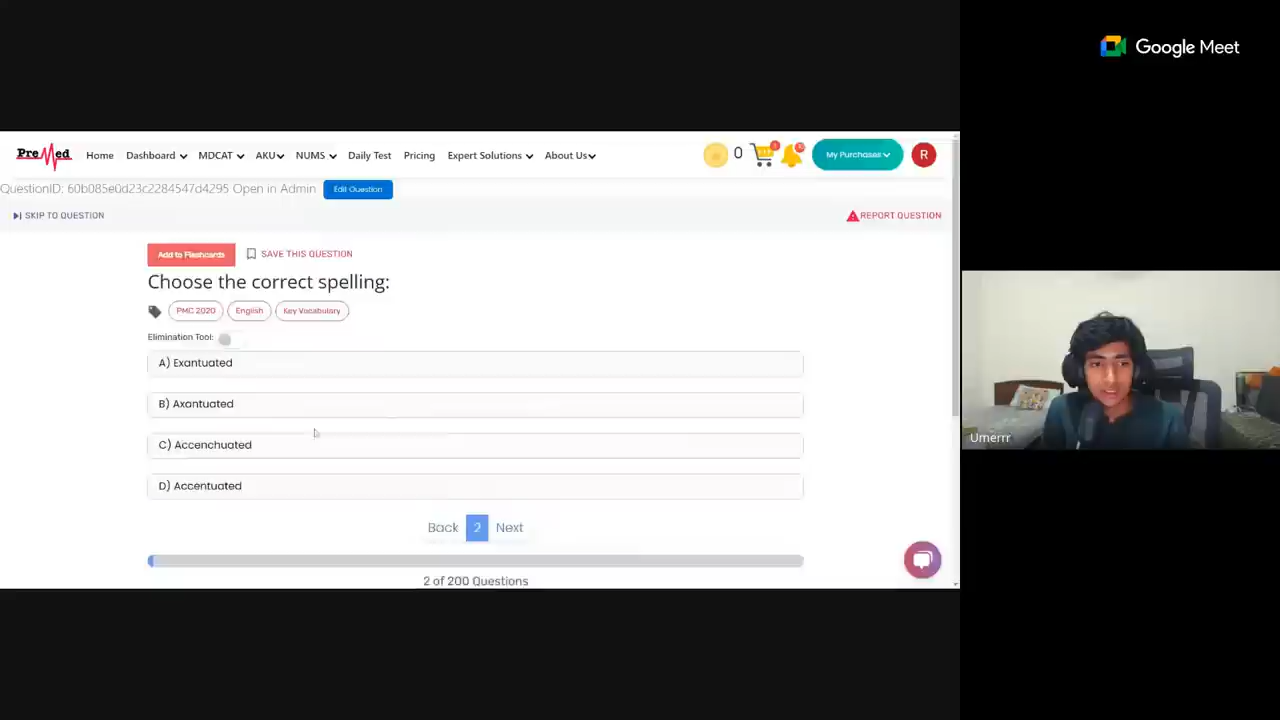 Google Meet
PreMed Home Dashboard MDCAT AKU NUMS Daily Test Pricing Expert Solutions About Us 0 1 My Purchases R
QuestionID: 60b085e0d23c2284547d4295 Open in Admin Edit Question
SKIP TO QUESTION REPORT QUESTION
Add to Flashcards SAVE THIS QUESTION
Choose the correct spelling:
PMC 2020 English Key Vocabulary
Elimination Tool:
A) Exantuated
B) Axantuated
C) Accenchuated
D) Accentuated
Back 2 Next
2 of 200 Questions
Umerrr